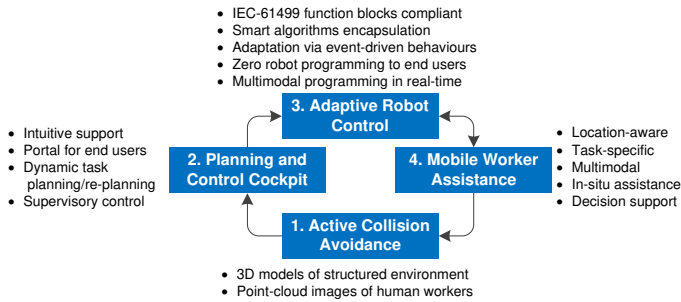 • IEC-61499 function blocks compliant
• Smart algorithms encapsulation
• Adaptation via event-driven behaviours
• Zero robot programming to end users
• Multimodal programming in real-time
3. Adaptive Robot
Control
• Intuitive support
• Portal for end users
• Dynamic task
planning/re-planning
• Supervisory control
2. Planning and
Control Cockpit
4. Mobile Worker
Assistance
• Location-aware
• Task-specific
• Multimodal
• In-situ assistance
• Decision support
1. Active Collision
Avoidance
• 3D models of structured environment
• Point-cloud images of human workers